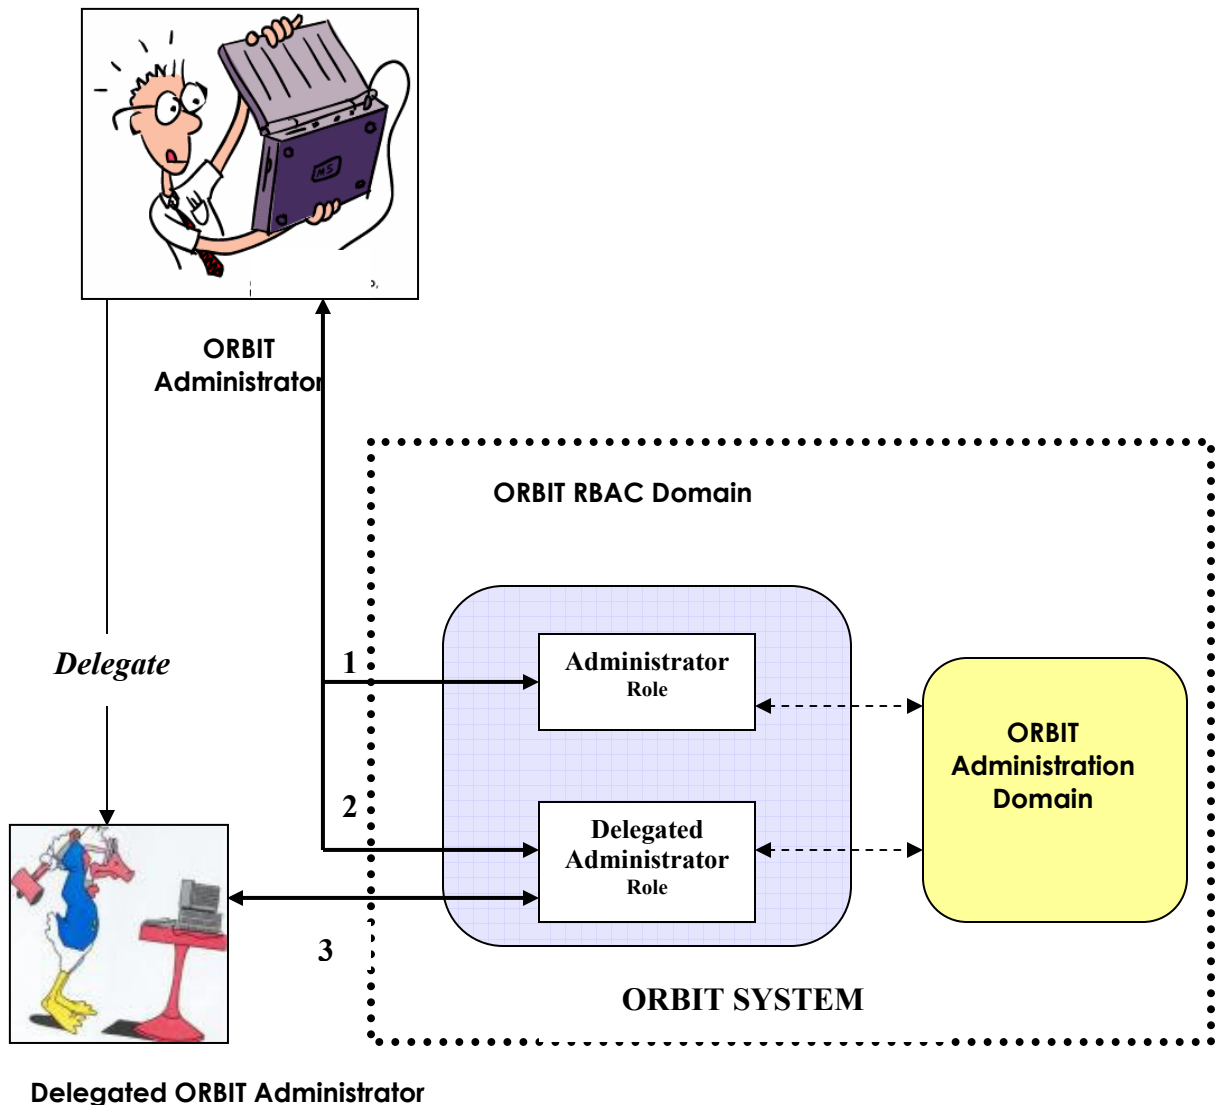 MS
ORBIT
Administrator
ORBIT RBAC Domain
Delegate
1
Administrator
Role
ORBIT
Administration
Domain
2
Delegated
Administrator
Role
3
ORBIT SYSTEM
Delegated ORBIT Administrator